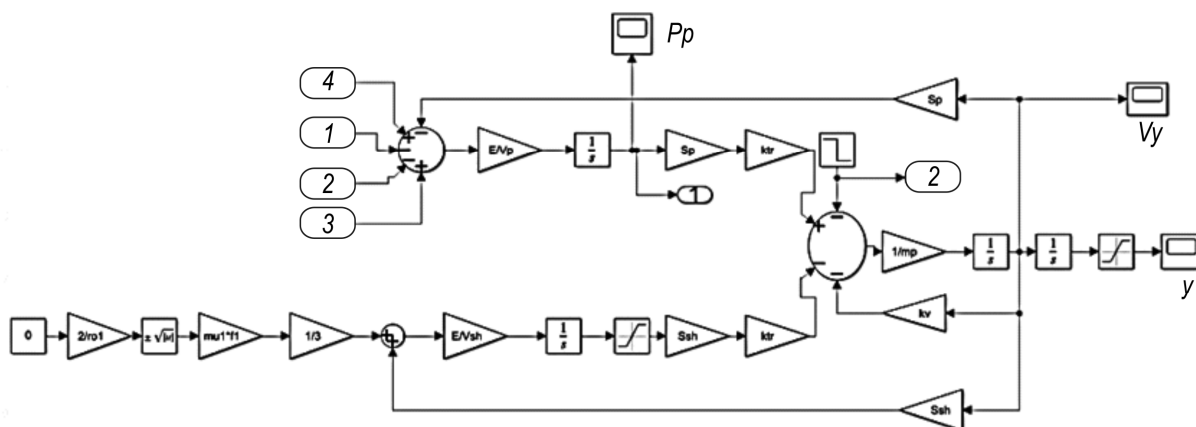 Pp
4
Sp
Vy
1
E/Vp
1/s
Sp
ktr
2
2
1
3
1/mp
1/s
1/s
y
kv
0
2/ro1
± √|u|
mu1*f1
1/3
E/Vsh
1/s
Ssh
ktr
Ssh